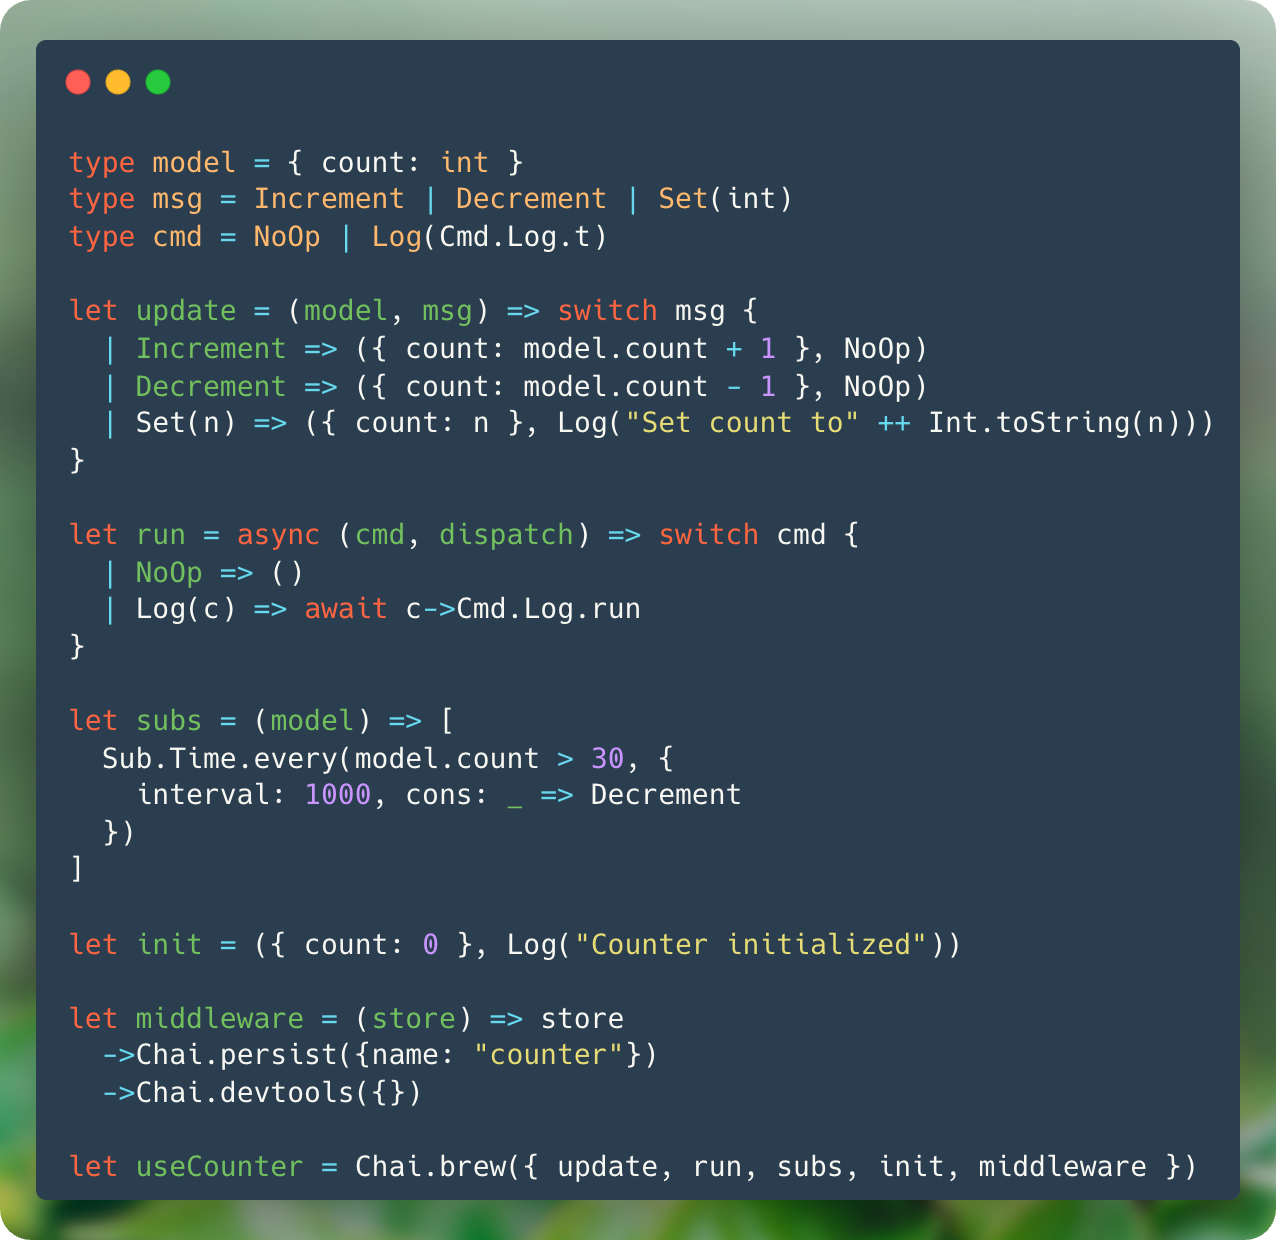 type model = { count: int }
type msg = Increment | Decrement | Set(int)
type cmd = NoOp | Log(Cmd.Log.t)

let update = (model, msg) => switch msg {
  | Increment => ({ count: model.count + 1 }, NoOp)
  | Decrement => ({ count: model.count - 1 }, NoOp)
  | Set(n) => ({ count: n }, Log("Set count to" ++ Int.toString(n)))
}

let run = async (cmd, dispatch) => switch cmd {
  | NoOp => ()
  | Log(c) => await c->Cmd.Log.run
}

let subs = (model) => [
  Sub.Time.every(model.count > 30, {
    interval: 1000, cons: _ => Decrement
  })
]

let init = ({ count: 0 }, Log("Counter initialized"))

let middleware = (store) => store
  ->Chai.persist({name: "counter"})
  ->Chai.devtools({})

let useCounter = Chai.brew({ update, run, subs, init, middleware })